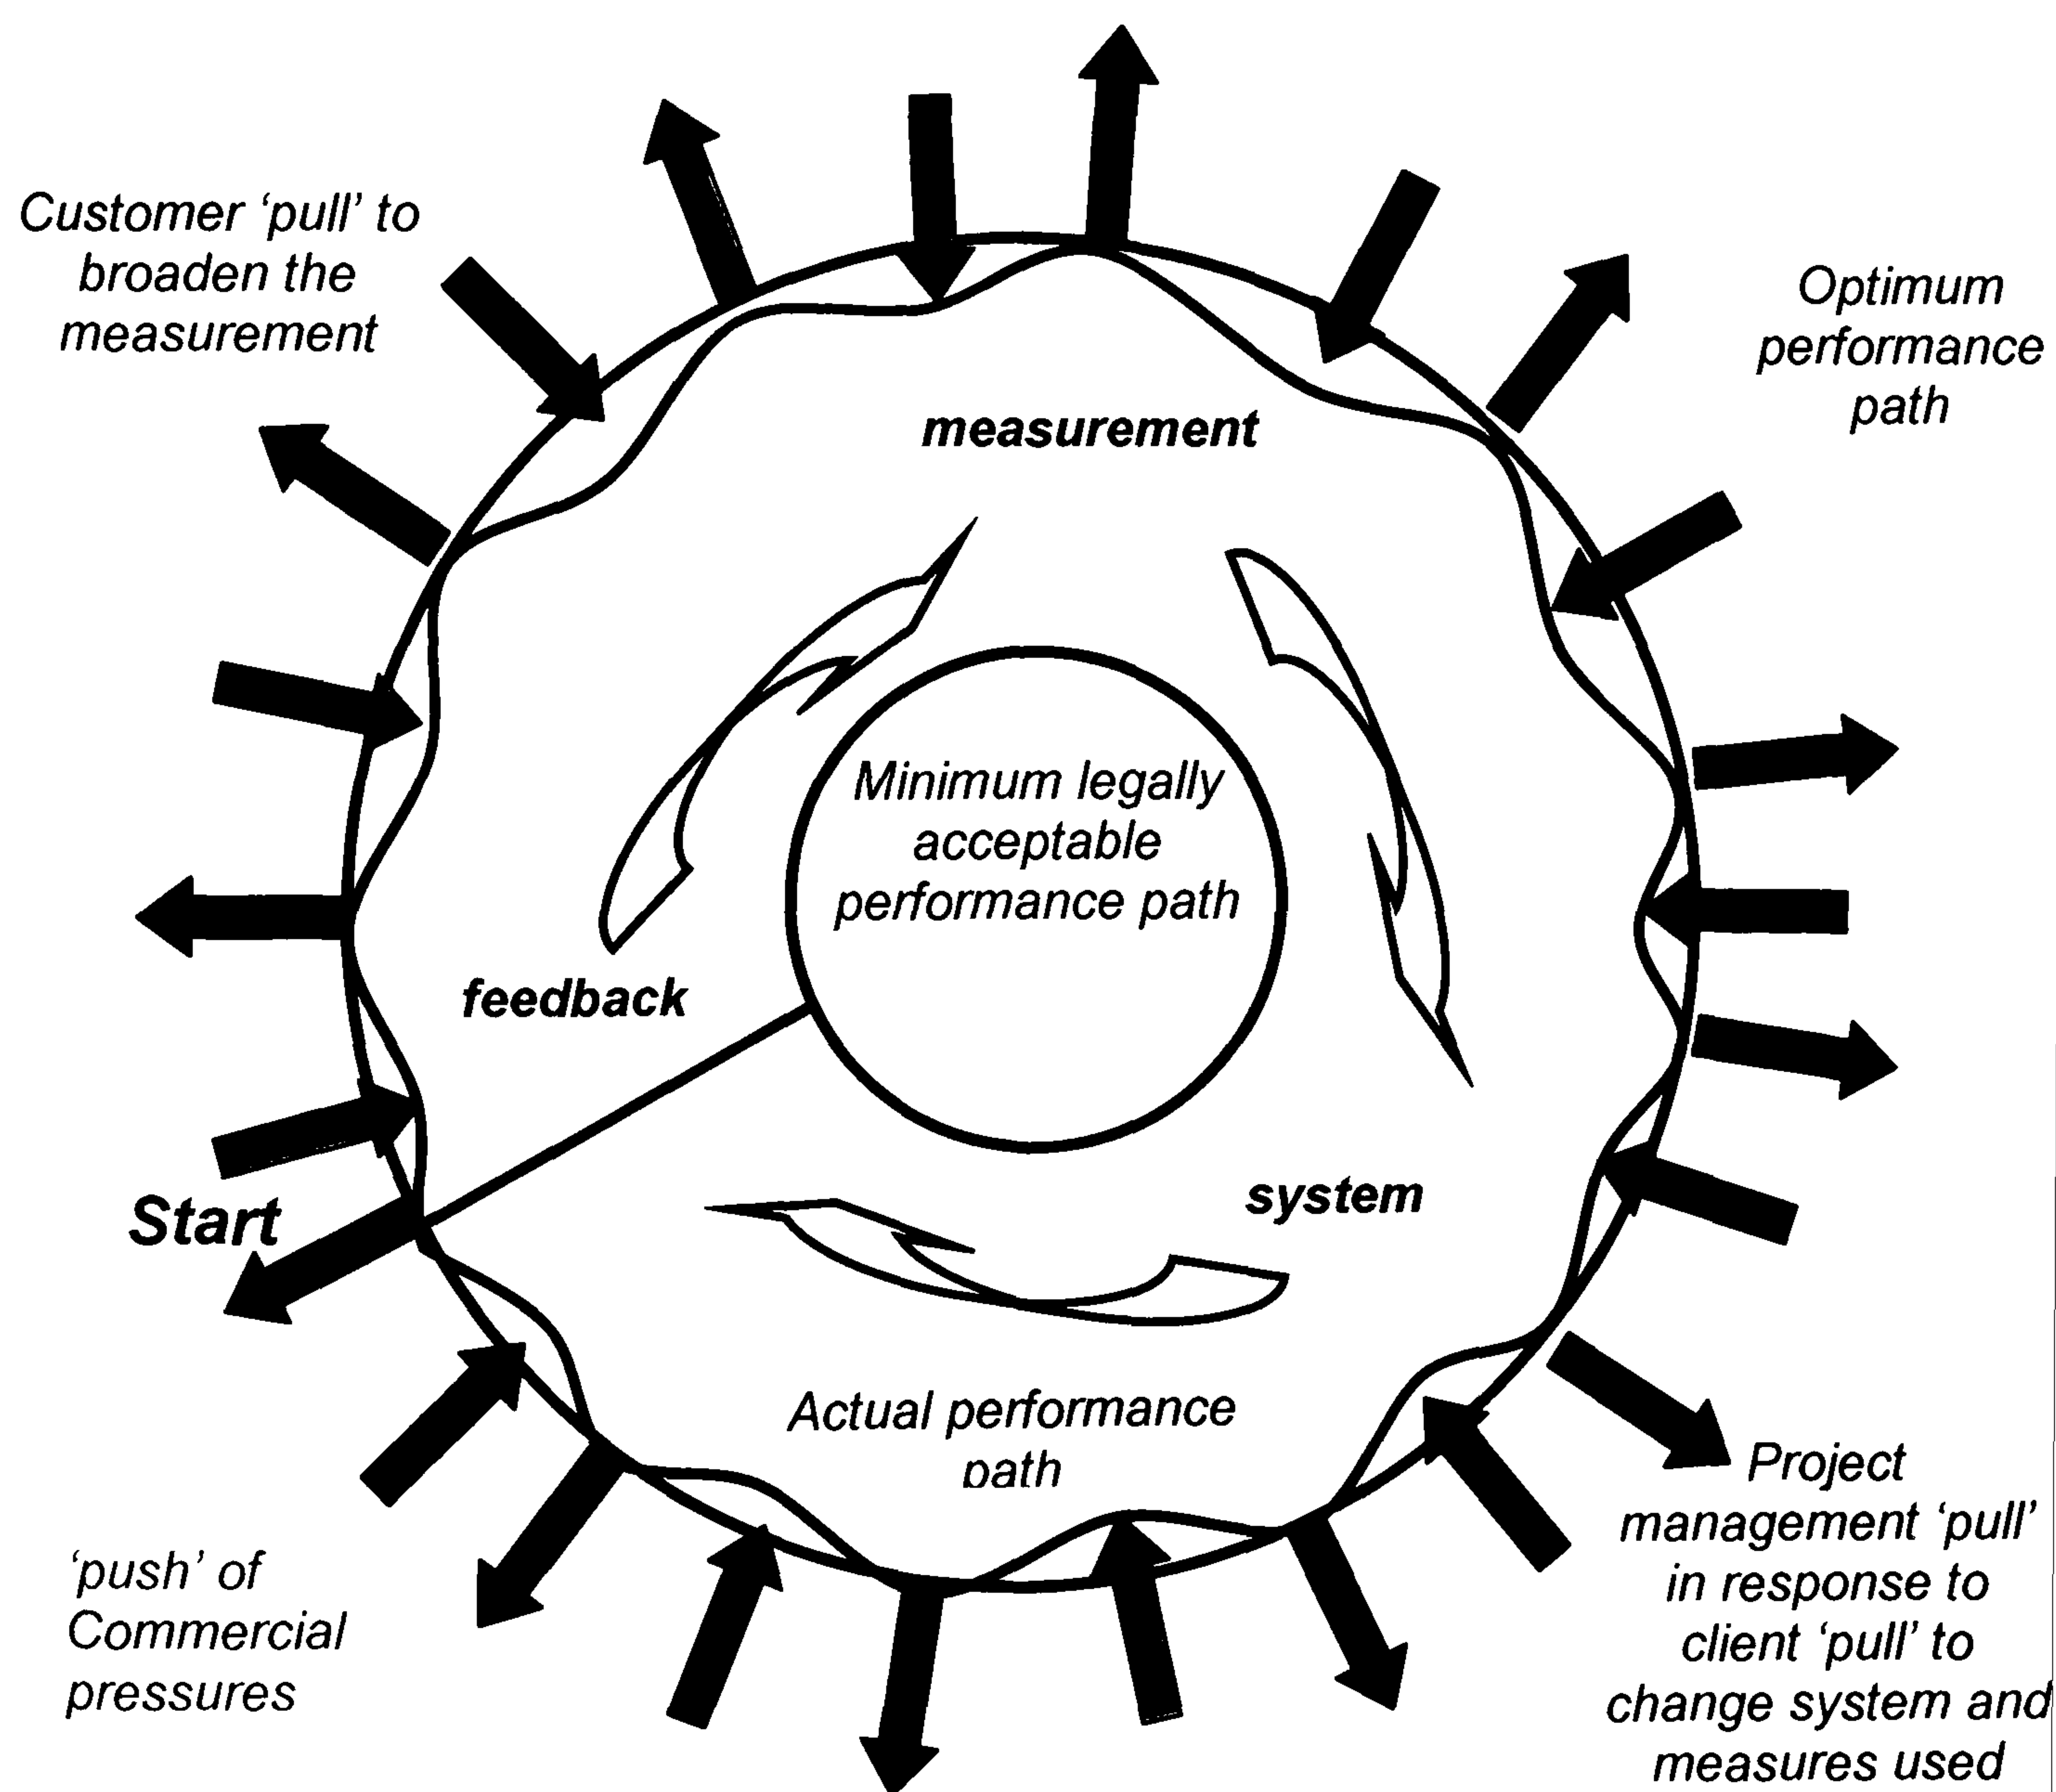 Customer ‘pull’ to
broaden the
measurement
Optimum
performance
path
measurement
Minimum legally
acceptable
performance path
feedback
Start
system
Actual performance
path
‘push’ of
Commercial
pressures
Project
management ‘pull’
in response to
client ‘pull’ to
change system and
measures used